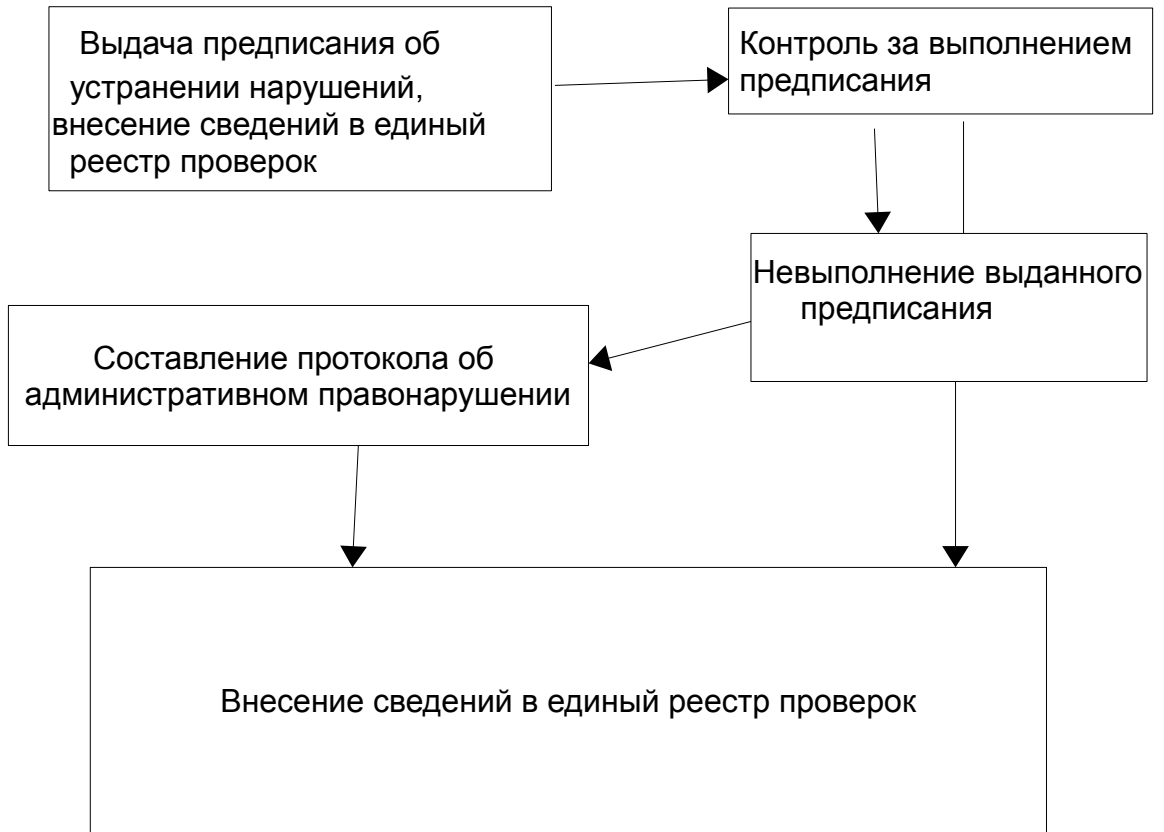 Выдача предписания об
устранении нарушений,
внесение сведений в единый
реестр проверок
Контроль за выполнением
предписания
Невыполнение выданного
предписания
Составление протокола об
административном правонарушении
Внесение сведений в единый реестр проверок